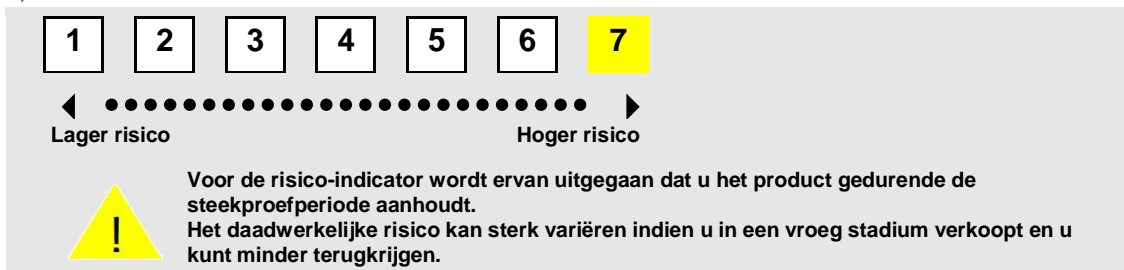 1 2 3 4 5 6 7
Lager risico Hoger risico
Voor de risico-indicator wordt ervan uitgegaan dat u het product gedurende de
steekproefperiode aanhoudt.
!
Het daadwerkelijke risico kan sterk variëren indien u in een vroeg stadium verkoopt en u
kunt minder terugkrijgen.